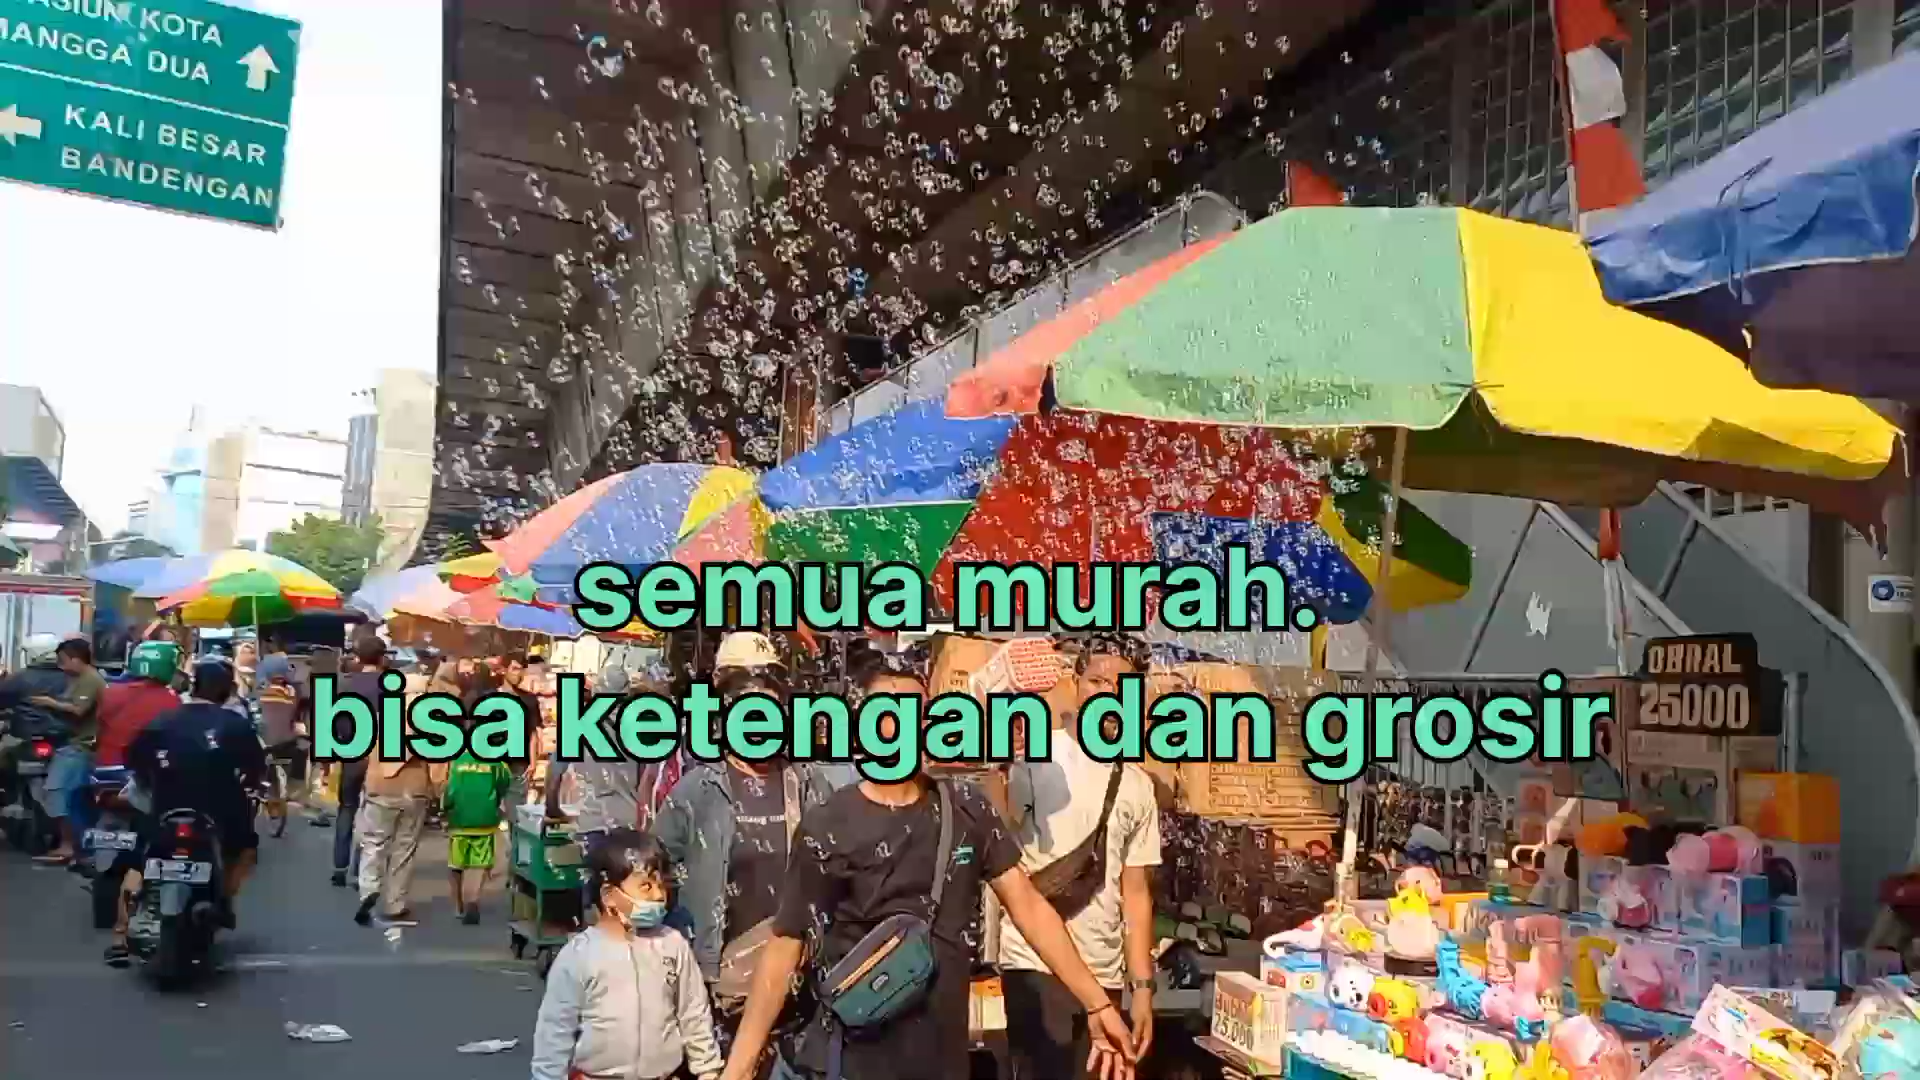 STASIUN KOTA
MANGGA DUA
KALI BESAR
BANDENGAN
semua murah.
bisa ketengan dan grosir
OBRAL
25000
25.000